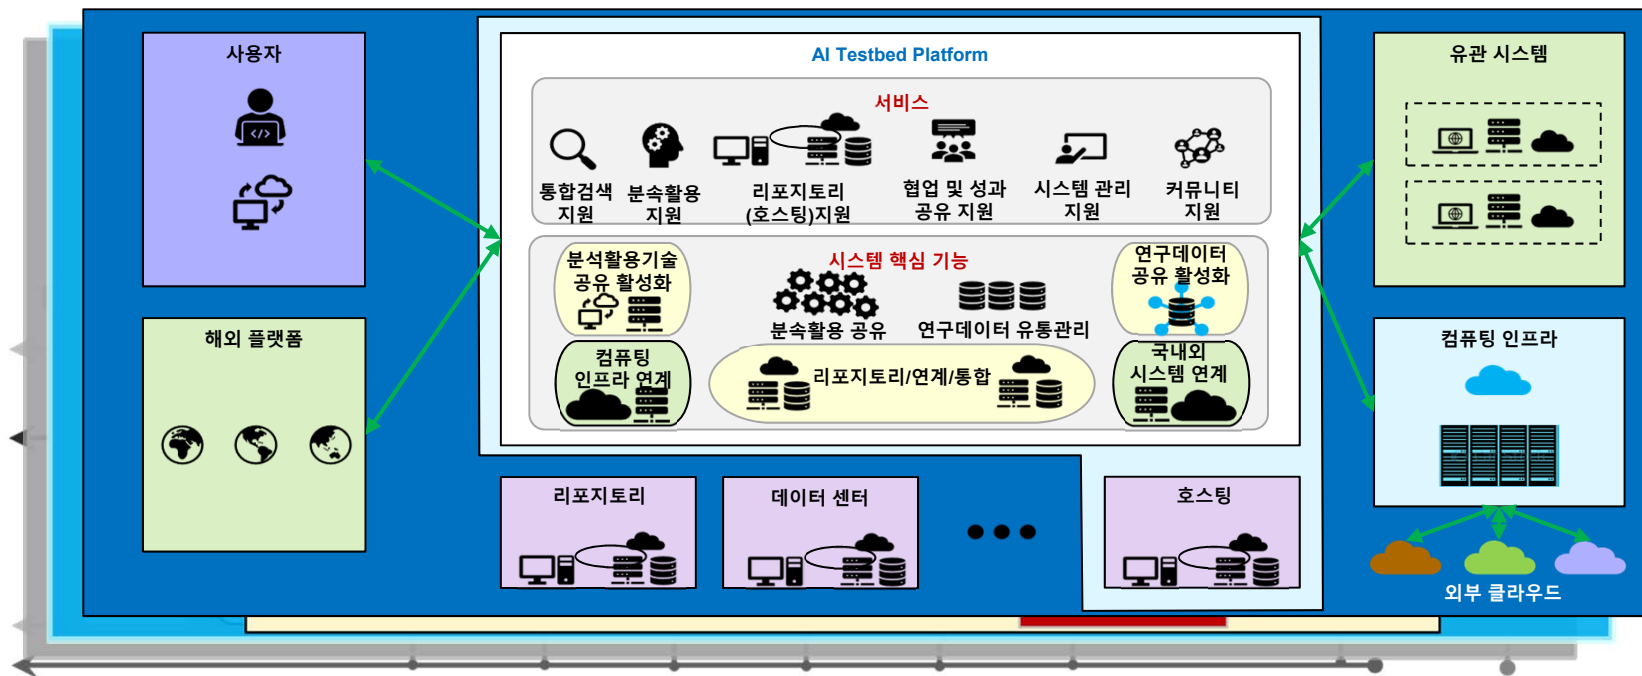 사용자
AI Testbed Platform
유관 시스템
서비스
통합검색
지원
분속활용
지원
리포지토리
(호스팅)지원
협업 및 성과
공유 지원
시스템 관리
지원
커뮤니티
지원
해외 플랫폼
시스템 핵심 기능
분석활용기술
공유 활성화
분속활용 공유
연구데이터 유통관리
연구데이터
공유 활성화
컴퓨팅
인프라 연계
리포지토리/연계/통합
국내외
시스템 연계
컴퓨팅 인프라
리포지토리
데이터 센터
호스팅
외부 클라우드